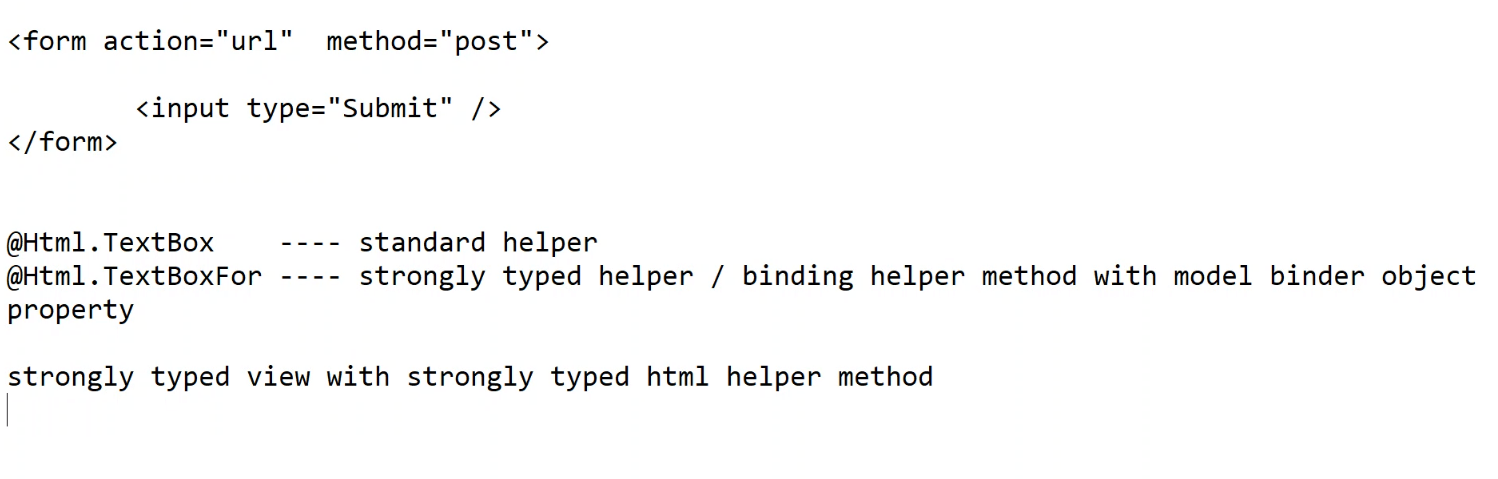 <form action="url"  method="post">
<input type="Submit" />
</form>
@Html.TextBox    ---- standard helper
@Html.TextBoxFor ---- strongly typed helper / binding helper method with model binder object
property
strongly typed view with strongly typed html helper method